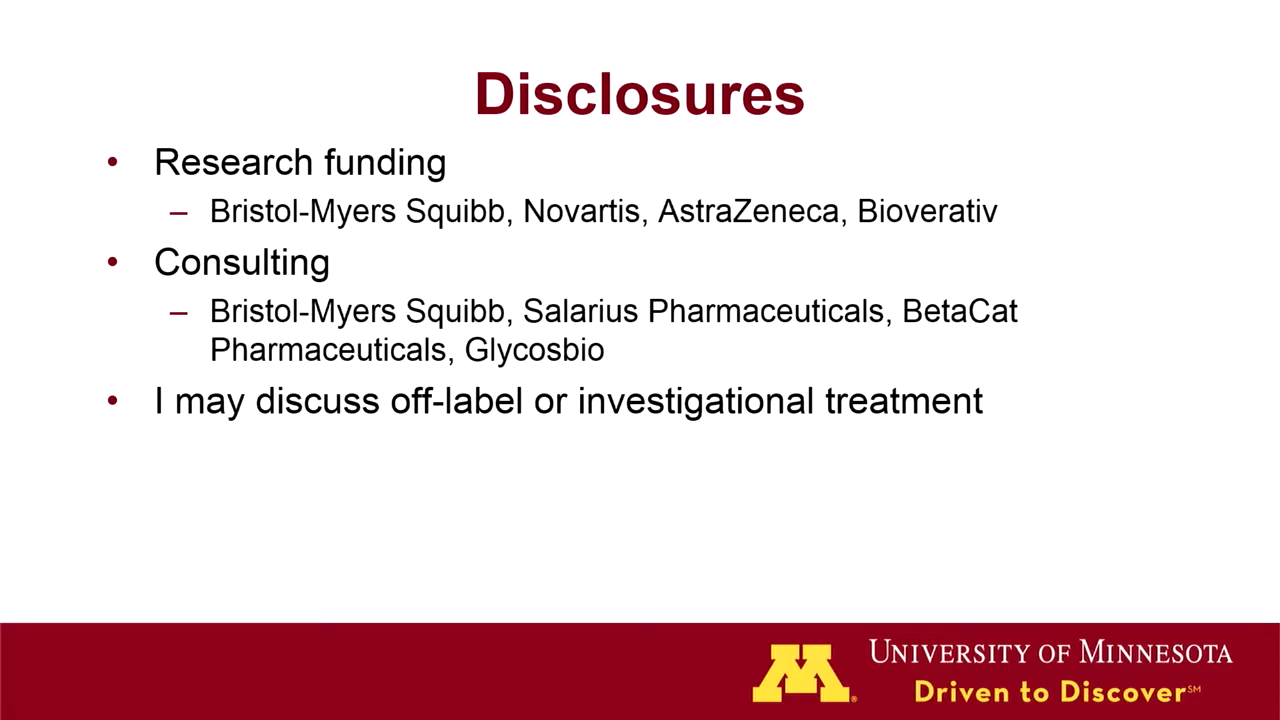 Disclosures
• Research funding
– Bristol-Myers Squibb, Novartis, AstraZeneca, Bioverativ
• Consulting
– Bristol-Myers Squibb, Salarius Pharmaceuticals, BetaCat
Pharmaceuticals, Glycosbio
• I may discuss off-label or investigational treatment
M®
UNIVERSITY OF MINNESOTA
Driven to Discover℠